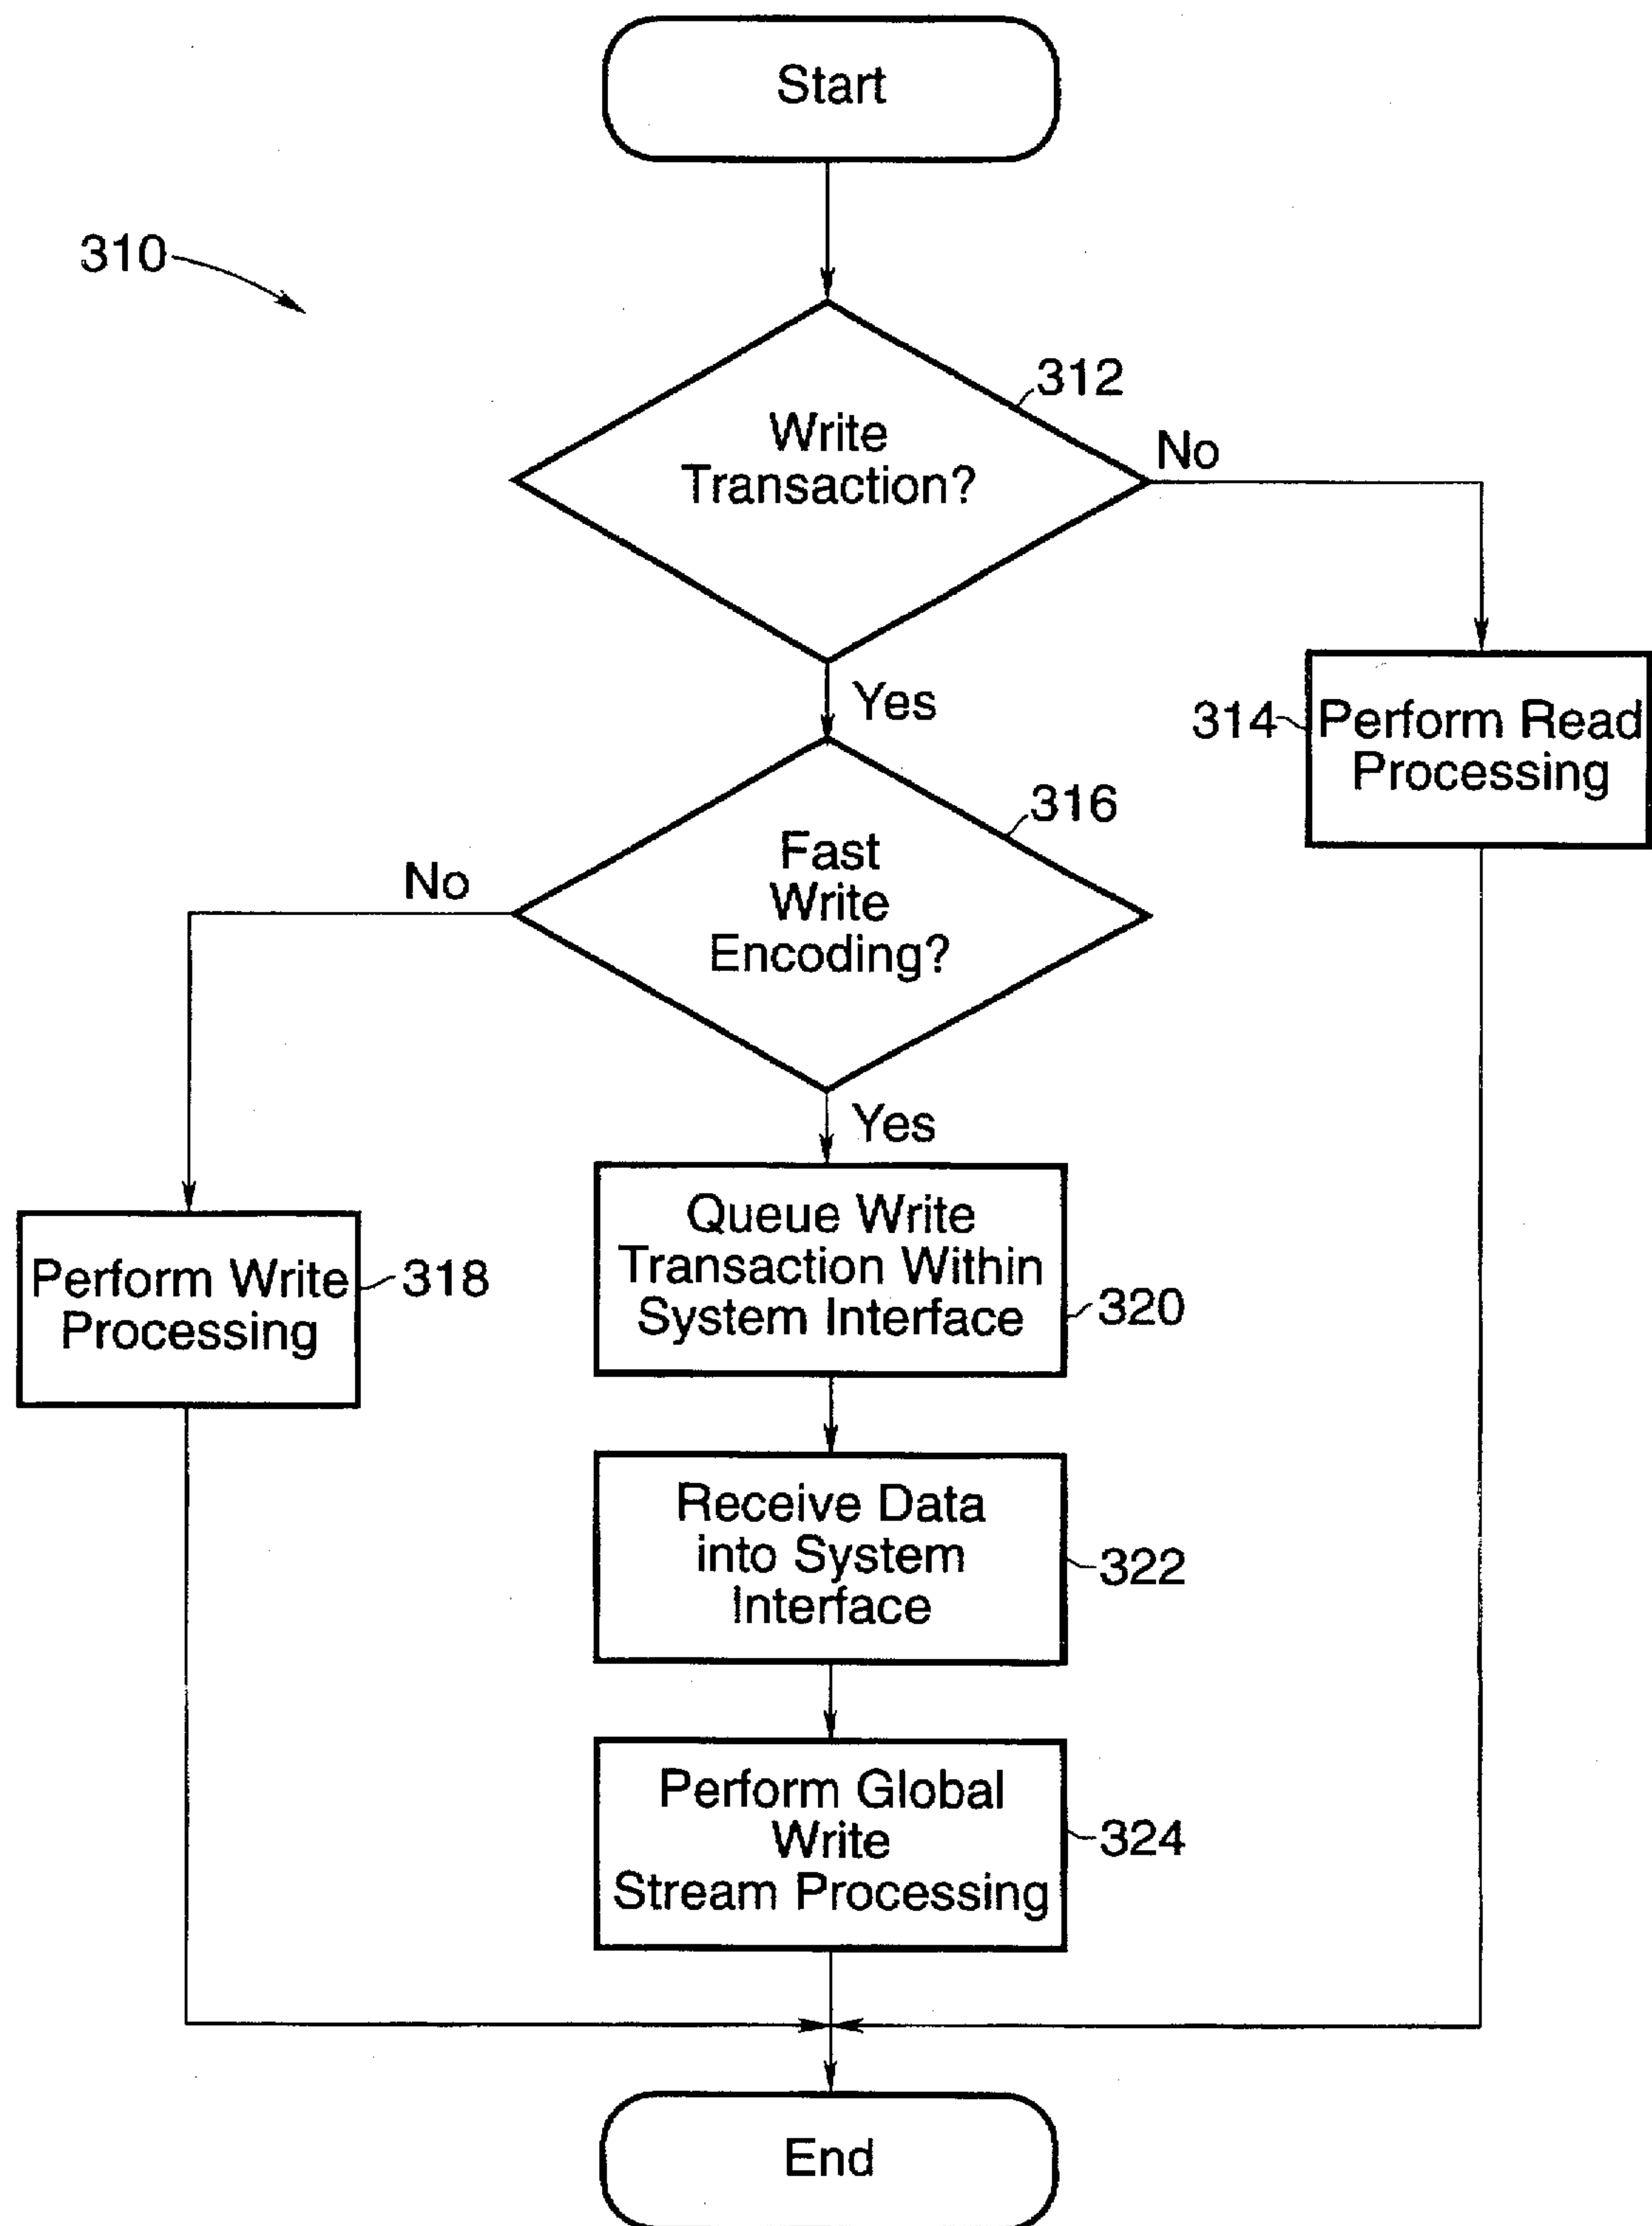 Start
310
312
Write
Transaction?
No
Yes
314
Perform Read
Processing
316
Fast
Write
Encoding?
No
Yes
Queue Write
Transaction Within
System Interface
320
Perform Write
Processing
318
Receive Data
into System
Interface
322
Perform Global
Write
Stream Processing
324
End